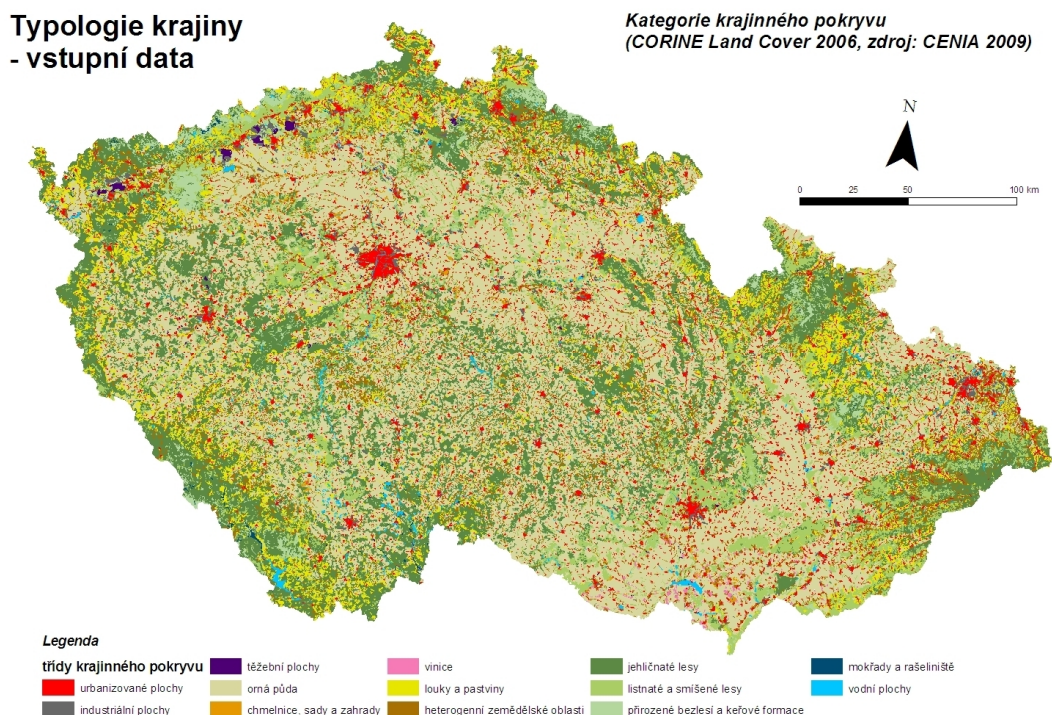 Typologie krajiny
- vstupní data
Kategorie krajinného pokryvu
(CORINE Land Cover 2006, zdroj: CENIA 2009)
N
0 25 50 100 km
Legenda
třídy krajinného pokryvu
urbanizované plochy
industriální plochy
těžební plochy
orná půda
chmelnice, sady a zahrady
vinice
louky a pastviny
heterogenní zemědělské oblasti
jehličnaté lesy
listnaté a smíšené lesy
přirozené bezlesí a keřové formace
mokřady a rašeliniště
vodní plochy